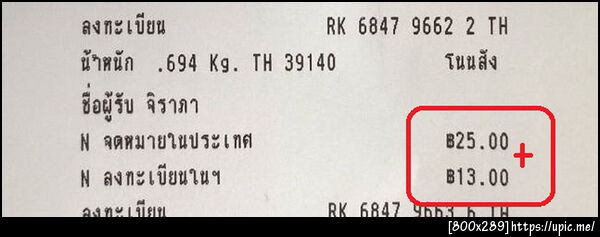 ลงทะเบียน RK 6847 9662 2 TH
น้ำหนัก .694 Kg. TH 39140 โนนสัง
ชื่อผู้รับ จิราภา
N จดหมายในประเทศ ฿25.00
+
N ลงทะเบียนในฯ ฿13.00
ลงทะเบียน RK 6847 9663 6 TH
[800x289]https://upic.me/